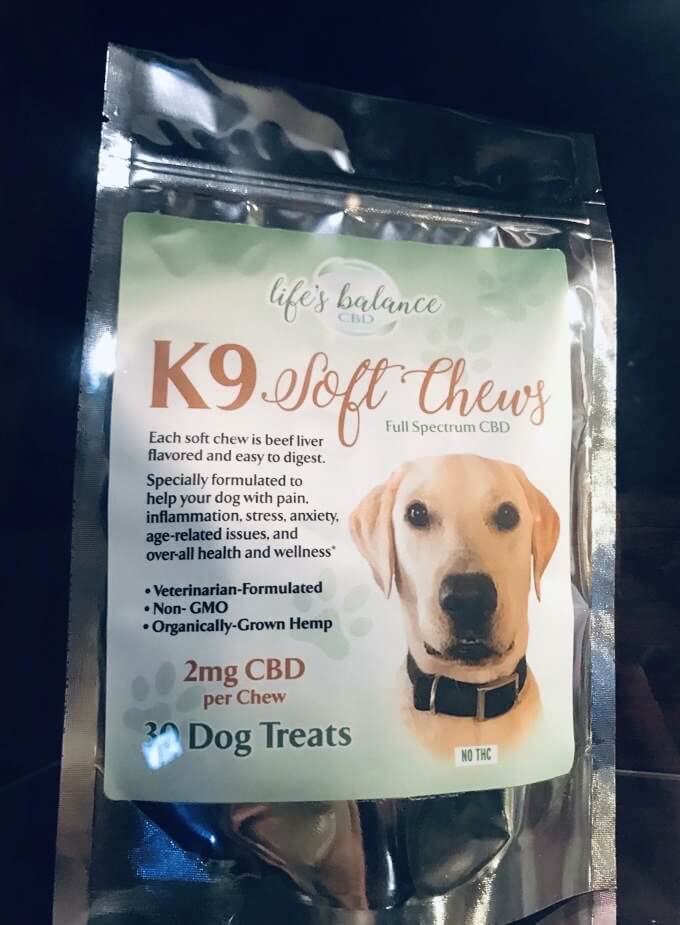 life's balance
CBD
K9 Soft Chews
Full Spectrum CBD
Each soft chew is beef liver
flavored and easy to digest.
Specially formulated to
help your dog with pain,
inflammation, stress, anxiety,
age-related issues, and
over-all health and wellness*
• Veterinarian-Formulated
• Non- GMO
• Organically-Grown Hemp
2mg CBD
per Chew
30 Dog Treats
NO THC